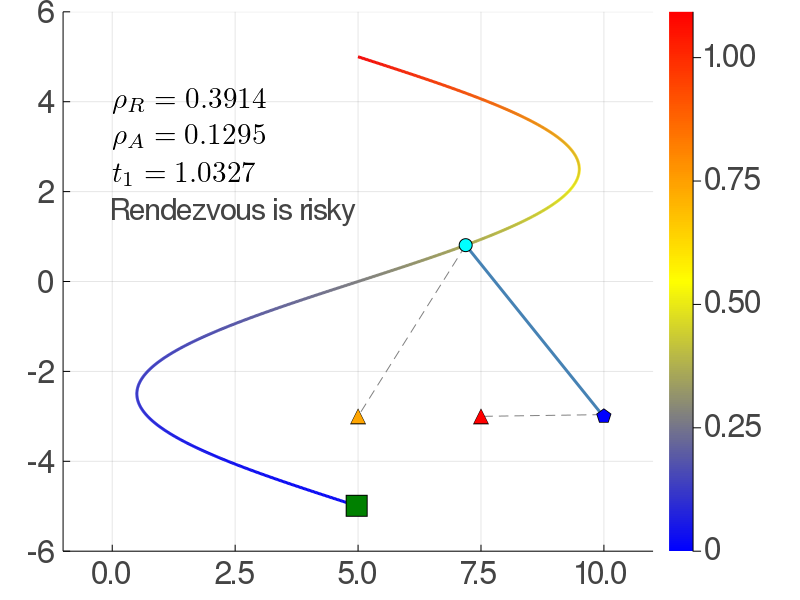 6
4
2
0
-2
-4
-6
0.0 2.5 5.0 7.5 10.0
ρ_R = 0.3914
ρ_A = 0.1295
t_1 = 1.0327
Rendezvous is risky
1.00
0.75
0.50
0.25
0